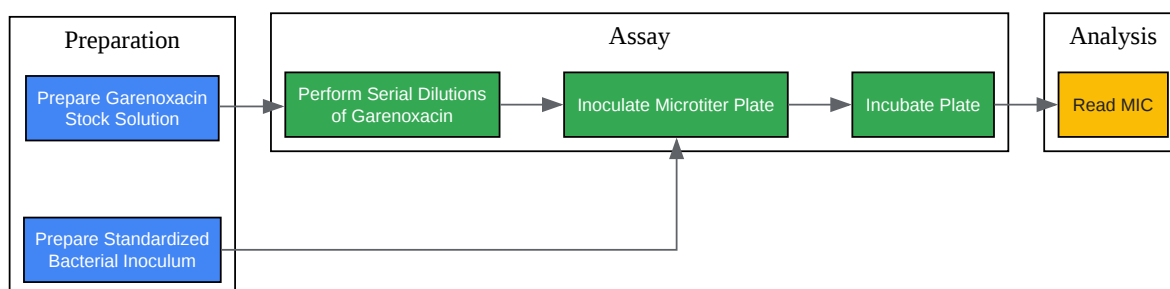 Preparation
Prepare Garenoxacin
Stock Solution
Prepare Standardized
Bacterial Inoculum
Assay
Perform Serial Dilutions
of Garenoxacin
Inoculate Microtiter Plate
Incubate Plate
Analysis
Read MIC